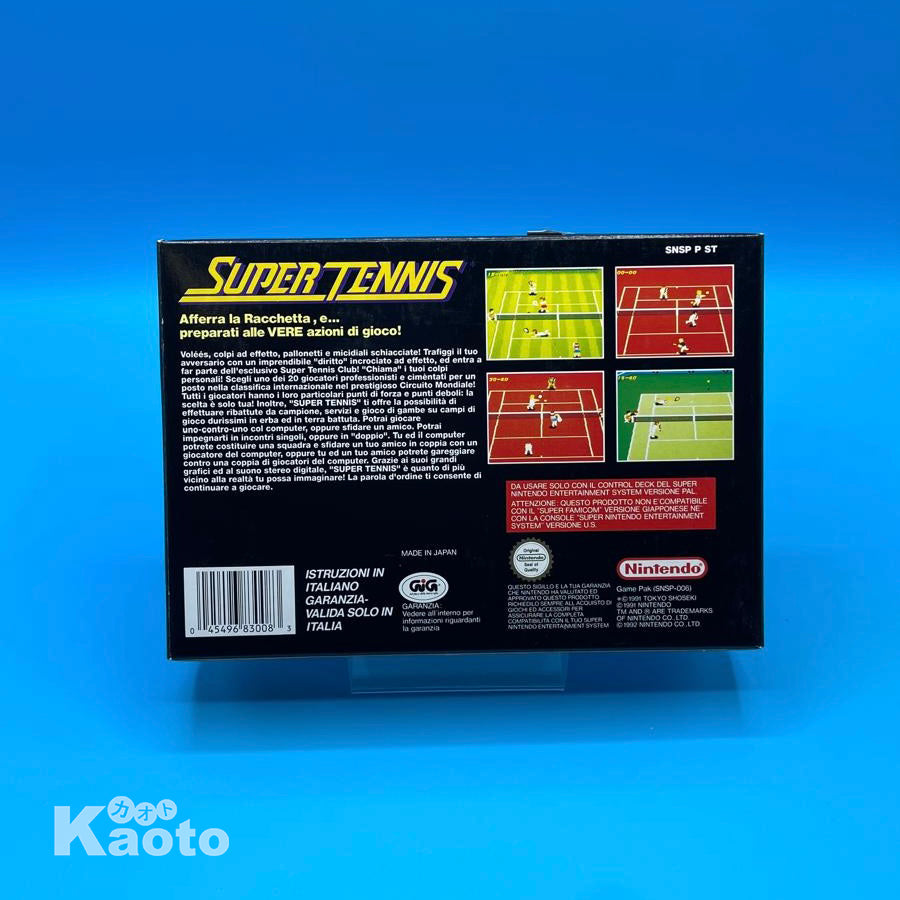 SNSP P ST
SUPER TENNIS
Afferra la Racchetta, e...
preparati alle VERE azioni di gioco!
Voléés, colpi ad effetto, pallonetti e micidiali schiacciate! Trafiggi il tuo
avversario con un imprendibile "diritto" incrociato ad effetto, ed entra a
far parte dell'esclusivo Super Tennis Club! "Chiama" i tuoi colpi
personali! Scegli uno dei 20 giocatori professionisti e ciméntati per un
posto nella classifica internazionale nel prestigioso Circuito Mondiale!
Tutti i giocatori hanno i loro particolari punti di forza e punti deboli: la
scelta è solo tua! Inoltre, "SUPER TENNIS" ti offre la possibilità di
effettuare ribattute da campione, servizi e gioco di gambe su campi di
gioco durissimi in erba ed in terra battuta. Potrai giocare
uno-contro-uno col computer, oppure sfidare un amico. Potrai
impegnarti in incontri singoli, oppure in "doppio". Tu ed il computer
potrete costituire una squadra e sfidare un tuo amico in coppia con un
giocatore del computer, oppure tu ed un tuo amico potrete gareggiare
contro una coppia di giocatori del computer. Grazie ai suoi grandi
grafici ed al suono stereo digitale, "SUPER TENNIS" è quanto di più
vicino alla realtà tu possa immaginare! La parola d'ordine ti consente di
continuare a giocare.
00-00
15-40
DA USARE SOLO CON IL CONTROL DECK DEL SUPER
NINTENDO ENTERTAINMENT SYSTEM VERSIONE PAL.
ATTENZIONE: QUESTO PRODOTTO NON E' COMPATIBILE
CON IL "SUPER FAMICOM" VERSIONE GIAPPONESE NE'
CON LA CONSOLE "SUPER NINTENDO ENTERTAINMENT
SYSTEM" VERSIONE U.S.
MADE IN JAPAN
0 45496 83008 3
ISTRUZIONI IN
ITALIANO
GARANZIA-
VALIDA SOLO IN
ITALIA
GiG
GARANZIA:
Vedere all'interno per
informazioni riguardanti
la garanzia
Original
Nintendo
Seal of
Quality
QUESTO SIGILLO E LA TUA GARANZIA
CHE NINTENDO HA VALUTATO ED
APPROVATO QUESTO PRODOTTO
RICHIEDILO SEMPRE ALL'ACQUISTO DI
GIOCHI ED ACCESSORI PER
ASSICURARE LA COMPLETA
COMPATIBILITA CON IL TUO SUPER
NINTENDO ENTERTAINMENT SYSTEM
Nintendo®
Game Pak (SNSP-006)
*©1991 TOKYO SHOSEKI
©1991 NINTENDO
TM AND ® ARE TRADEMARKS
OF NINTENDO CO., LTD.
©1992 NINTENDO CO., LTD.
カオト
Kaoto